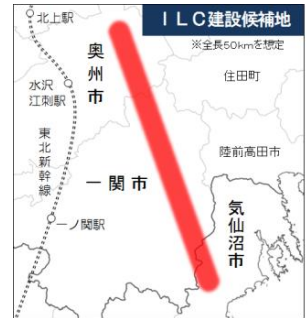 ILC建設候補地
※全長50kmを想定
北上駅
奥州市
住田町
水沢
江刺駅
陸前高田市
東北新幹線
一関市
気仙沼市
一ノ関駅